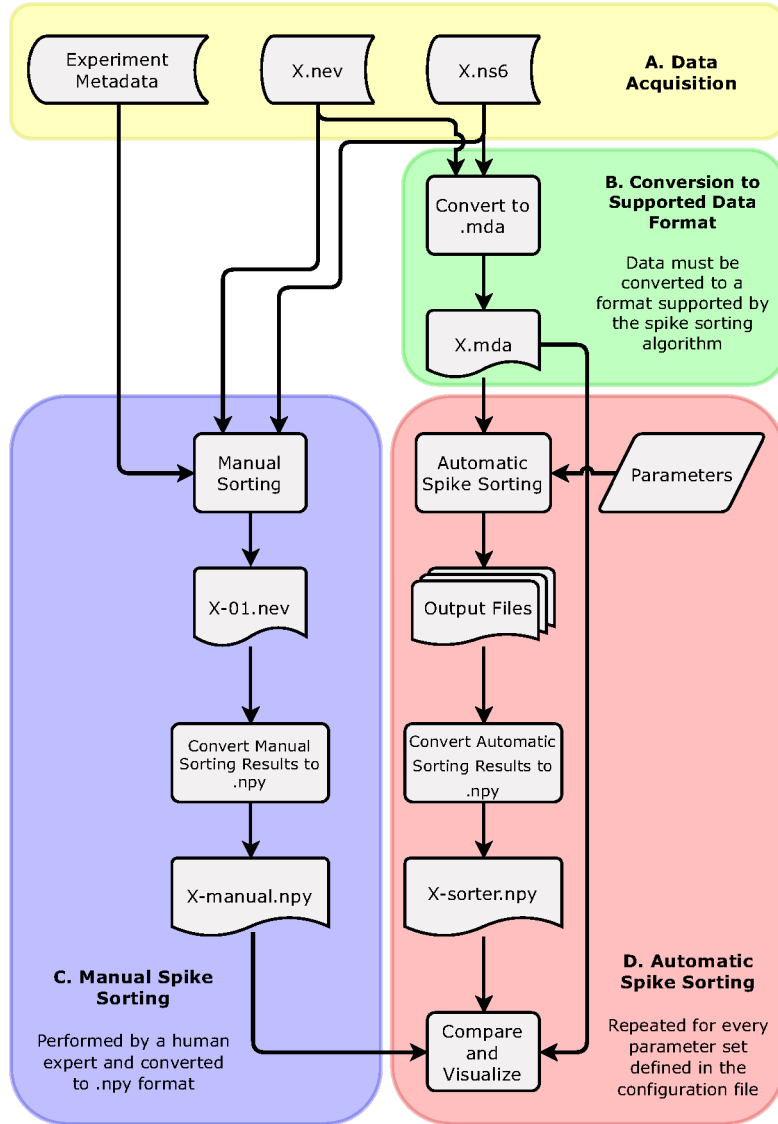 Experiment
Metadata
X.nev
X.ns6
A. Data
Acquisition
Convert to
.mda
X.mda
B. Conversion to
Supported Data
Format
Data must be
converted to a
format supported by
the spike sorting
algorithm
Manual
Sorting
X-01.nev
Convert Manual
Sorting Results to
.npy
X-manual.npy
C. Manual Spike
Sorting
Performed by a human
expert and converted
to .npy format
Automatic
Spike Sorting
Parameters
Output Files
Convert Automatic
Sorting Results to
.npy
X-sorter.npy
Compare
and
Visualize
D. Automatic
Spike Sorting
Repeated for every
parameter set
defined in the
configuration file